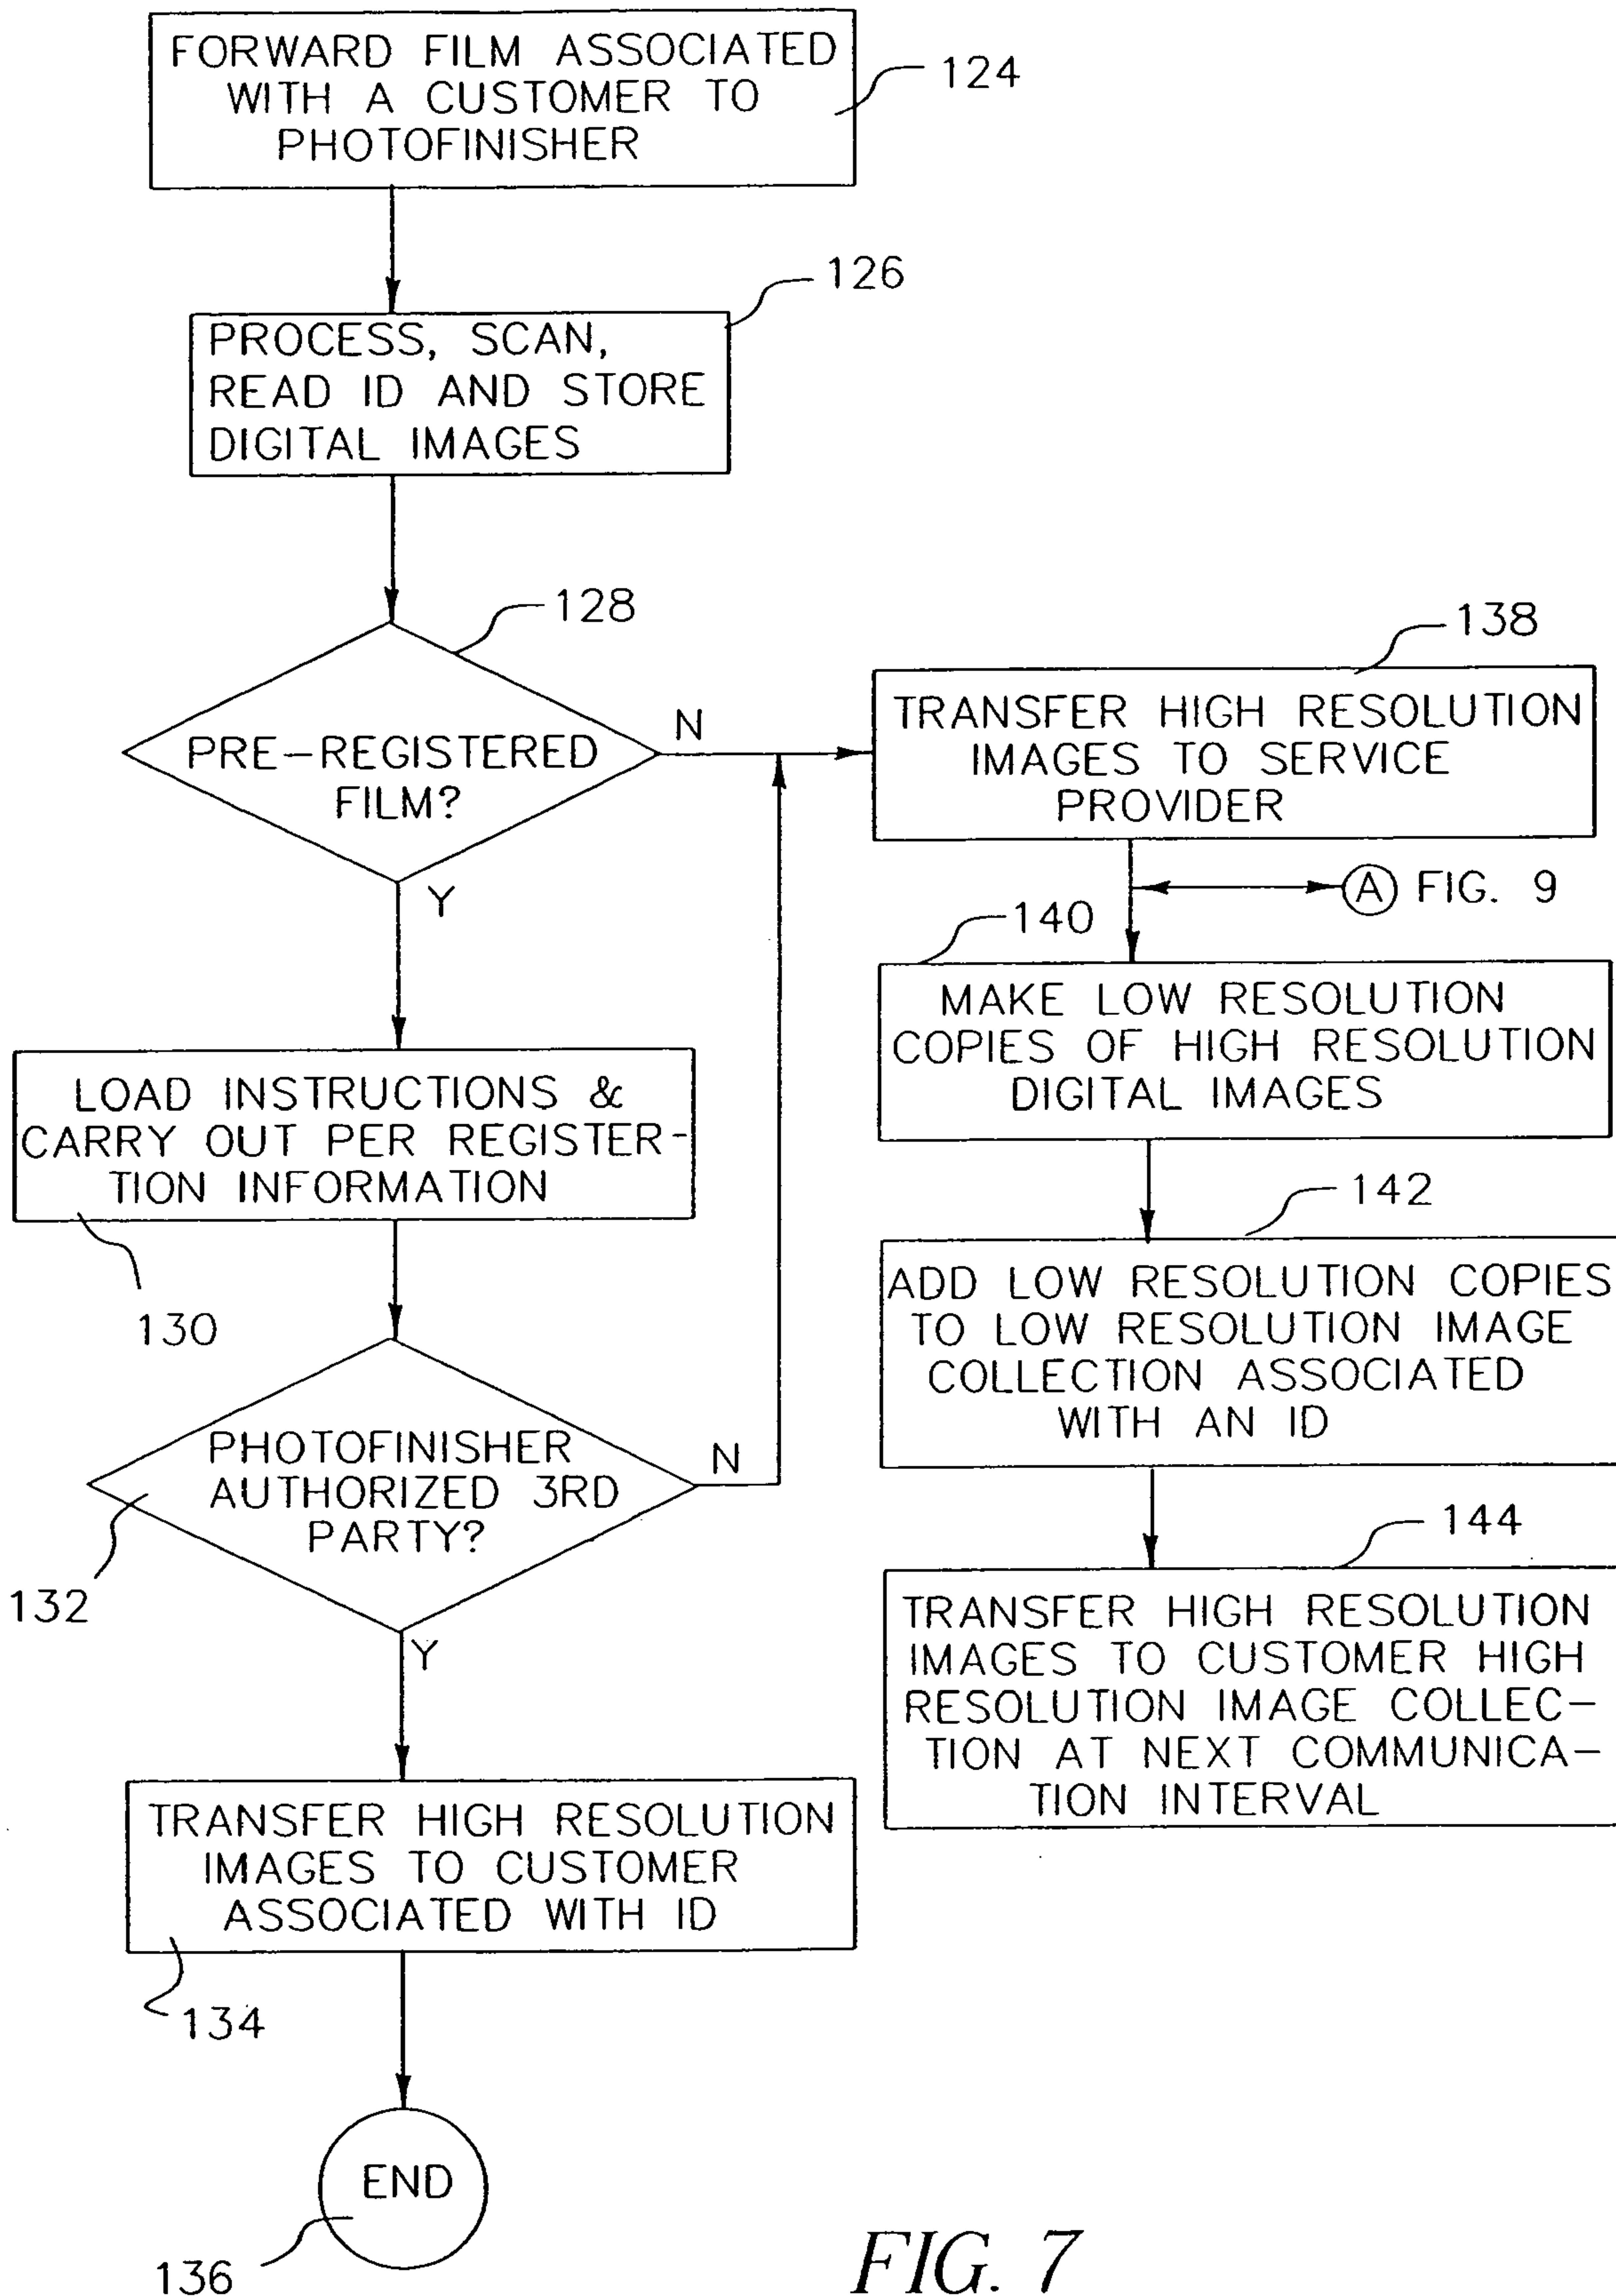 FORWARD FILM ASSOCIATED
WITH A CUSTOMER TO
PHOTOFINISHER
124
126
PROCESS, SCAN,
READ ID AND STORE
DIGITAL IMAGES
128
PRE-REGISTERED
FILM?
N
Y
LOAD INSTRUCTIONS &
CARRY OUT PER REGISTER-
TION INFORMATION
130
PHOTOFINISHER
AUTHORIZED 3RD
PARTY?
N
132
Y
TRANSFER HIGH RESOLUTION
IMAGES TO CUSTOMER
ASSOCIATED WITH ID
134
END
136
138
TRANSFER HIGH RESOLUTION
IMAGES TO SERVICE
PROVIDER
A FIG. 9
140
MAKE LOW RESOLUTION
COPIES OF HIGH RESOLUTION
DIGITAL IMAGES
142
ADD LOW RESOLUTION COPIES
TO LOW RESOLUTION IMAGE
COLLECTION ASSOCIATED
WITH AN ID
144
TRANSFER HIGH RESOLUTION
IMAGES TO CUSTOMER HIGH
RESOLUTION IMAGE COLLEC-
TION AT NEXT COMMUNICA-
TION INTERVAL
FIG. 7